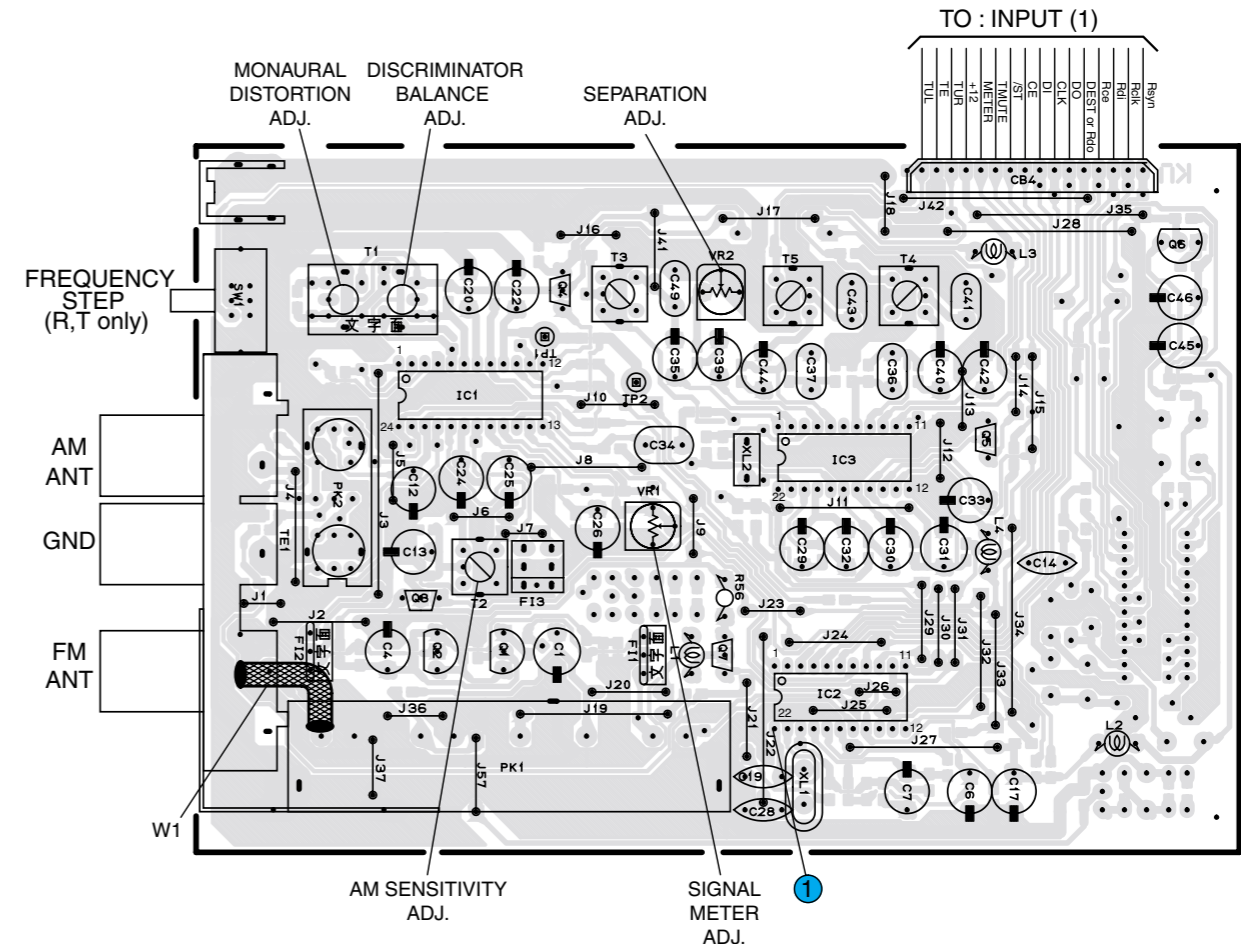 TO : INPUT (1)
TUL
TE
TUR
+12
METER
TMUTE
/ST
CE
DI
CLK
DO
DEST or Rdo
Rce
Rdi
Rclk
Rsyn
MONAURAL
DISTORTION
ADJ.
DISCRIMINATOR
BALANCE
ADJ.
SEPARATION
ADJ.
CB4
KU
J18
J42
J35
J28
J17
J16
J41
Q6
T1
T3
VR2
T5
T4
L3
FREQUENCY
STEP
(R,T only)
SW1
C20
C22
C49
C43
C41
C46
C45
文字面
TP1
C35
C39
C44
C37
C36
C40
C42
J14
J15
J13
1
12
IC1
24
13
TP2
J10
C34
XL2
1
11
IC3
22
12
J12
Q5
AM
ANT
J5
J4
PK2
J3
C12
C24
C25
J8
VR1
J9
J11
C33
J6
J7
C26
C29
C32
C30
C31
L4
C14
GND
TE1
C13
T2
FI3
R56
Q8
J1
J2
J23
J29
J30
J31
J32
J33
J34
FM
ANT
FI2
C4
Q2
C1
FI1
Q7
J24
1
11
IC2
J26
J25
22
12
J20
J19
J21
J22
J36
J37
J57
PK1
J27
L2
C19
C28
XL1
C7
C6
C17
W1
AM SENSITIVITY
ADJ.
SIGNAL
METER
ADJ.
1